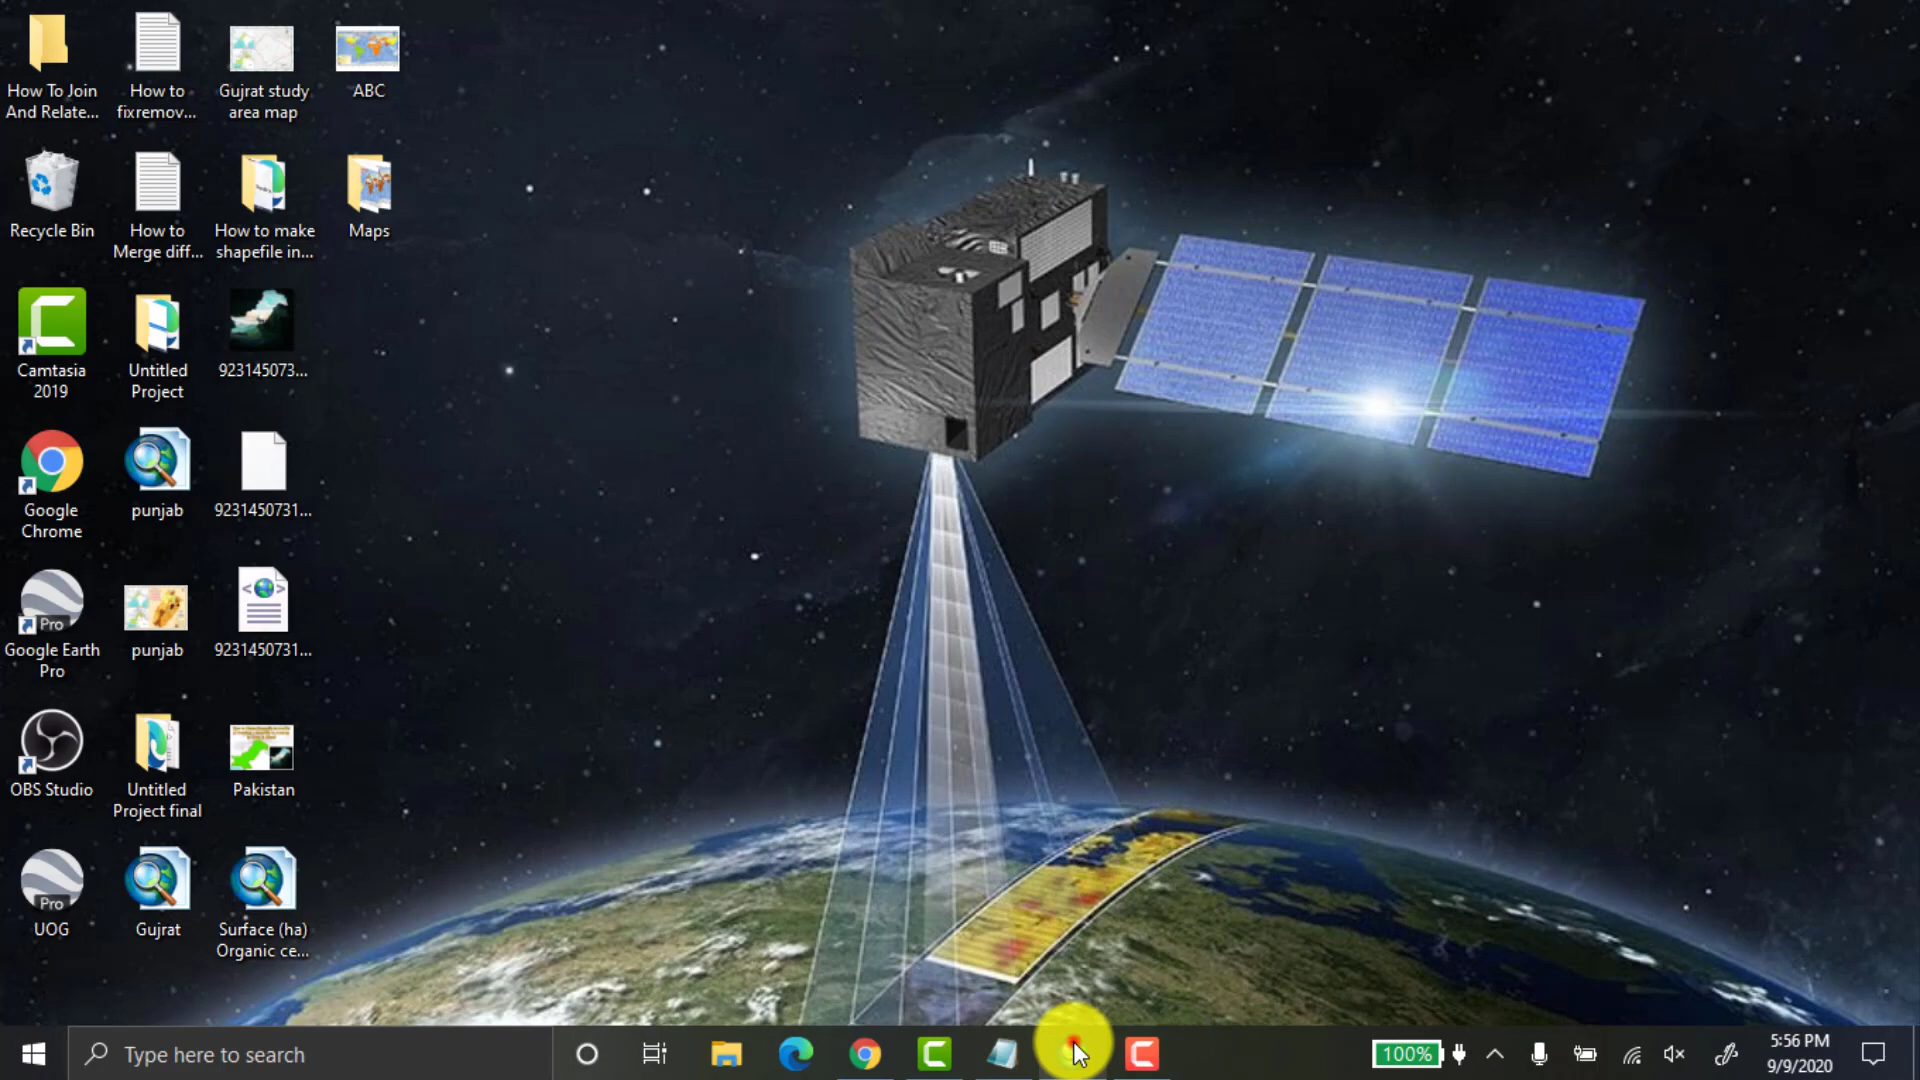 How To Join
And Relate...
How to
fixremov...
Gujrat study
area map
ABC
Recycle Bin
How to
Merge diff...
How to make
shapefile in...
Maps
Camtasia
2019
Untitled
Project
923145073...
Google
Chrome
punjab
9231450731...
Pro
Google Earth
Pro
punjab
9231450731...
OBS Studio
Untitled
Project final
Pakistan
Pro
UOG
Gujrat
Surface (ha)
Organic ce...
Type here to search
100%
5:56 PM
9/9/2020